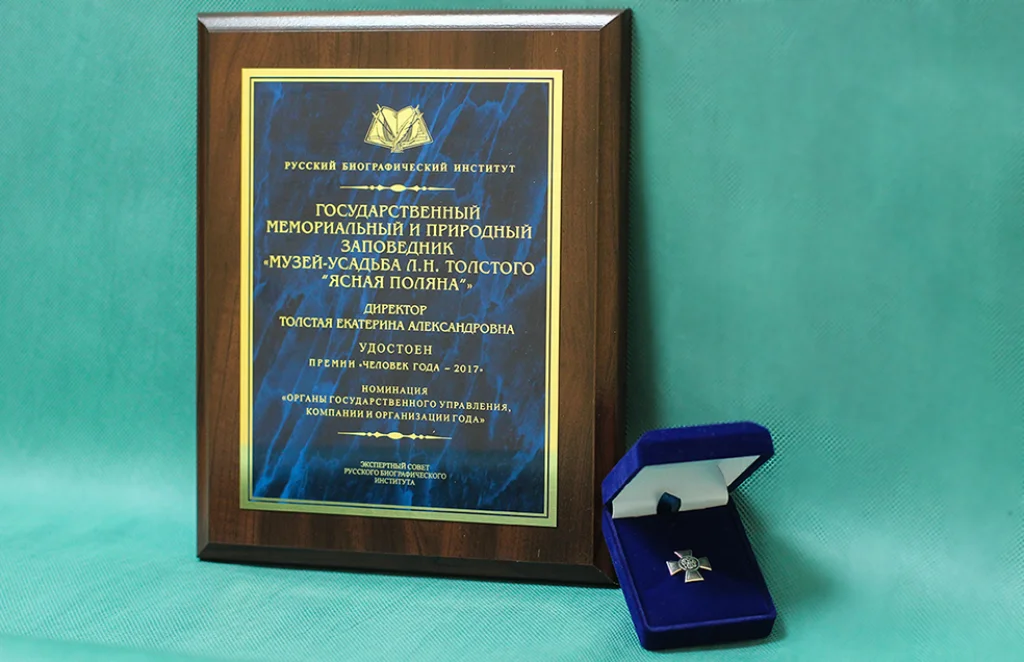 РУССКИЙ БИОГРАФИЧЕСКИЙ ИНСТИТУТ
ГОСУДАРСТВЕННЫЙ
МЕМОРИАЛЬНЫЙ И ПРИРОДНЫЙ
ЗАПОВЕДНИК
«МУЗЕЙ-УСАДЬБА Л.Н. ТОЛСТОГО
"ЯСНАЯ ПОЛЯНА"»
ДИРЕКТОР
ТОЛСТАЯ ЕКАТЕРИНА АЛЕКСАНДРОВНА
УДОСТОЕН
ПРЕМИИ «ЧЕЛОВЕК ГОДА – 2017»
НОМИНАЦИЯ
«ОРГАНЫ ГОСУДАРСТВЕННОГО УПРАВЛЕНИЯ,
КОМПАНИИ И ОРГАНИЗАЦИИ ГОДА»
ЭКСПЕРТНЫЙ СОВЕТ
РУССКОГО БИОГРАФИЧЕСКОГО
ИНСТИТУТА